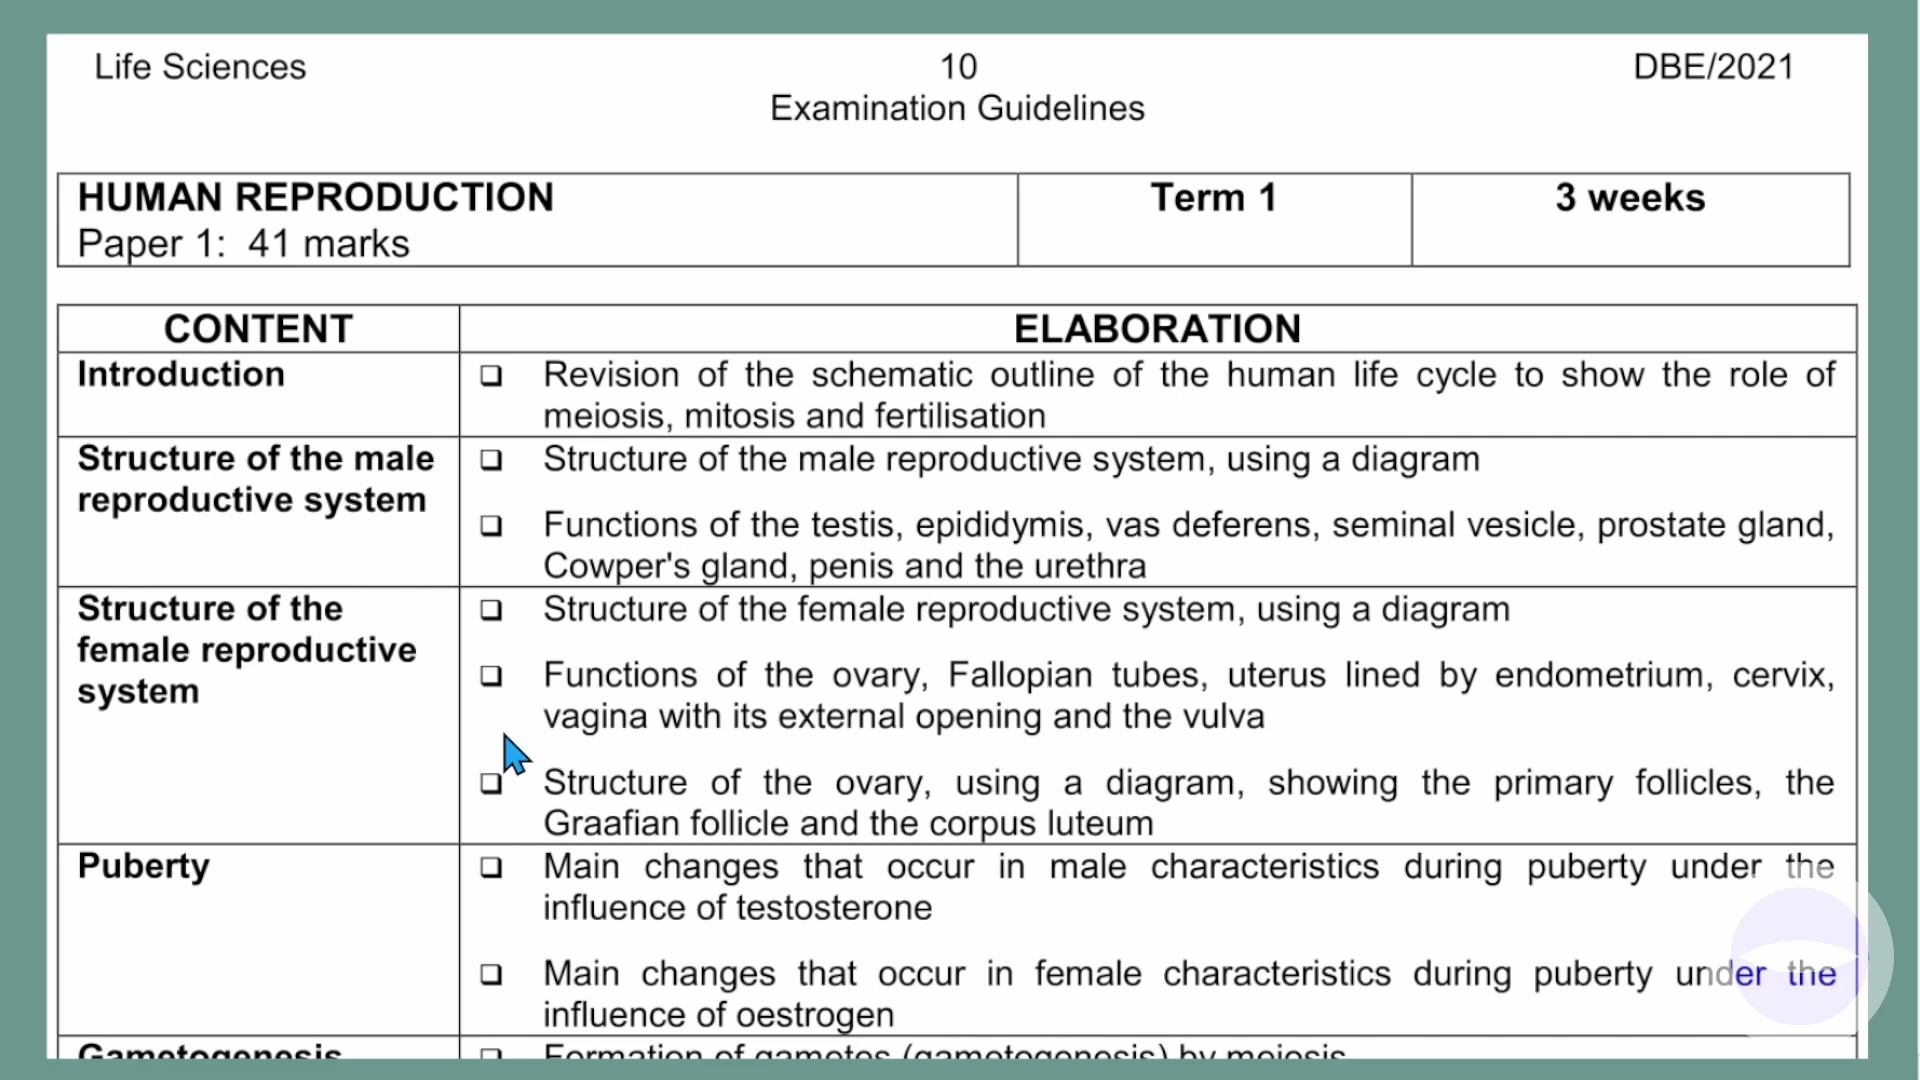 Life Sciences 10 DBE/2021
Examination Guidelines
HUMAN REPRODUCTION Term 1 3 weeks
Paper 1: 41 marks
CONTENT ELABORATION
Introduction
❑ Revision of the schematic outline of the human life cycle to show the role of
meiosis, mitosis and fertilisation
Structure of the male
reproductive system
❑ Structure of the male reproductive system, using a diagram
❑ Functions of the testis, epididymis, vas deferens, seminal vesicle, prostate gland,
Cowper's gland, penis and the urethra
Structure of the
female reproductive
system
❑ Structure of the female reproductive system, using a diagram
❑ Functions of the ovary, Fallopian tubes, uterus lined by endometrium, cervix,
vagina with its external opening and the vulva
❑ Structure of the ovary, using a diagram, showing the primary follicles, the
Graafian follicle and the corpus luteum
Puberty
❑ Main changes that occur in male characteristics during puberty under the
influence of testosterone
❑ Main changes that occur in female characteristics during puberty under the
influence of oestrogen
Gametogenesis
❑ Formation of gametes (gametogenesis) by meiosis